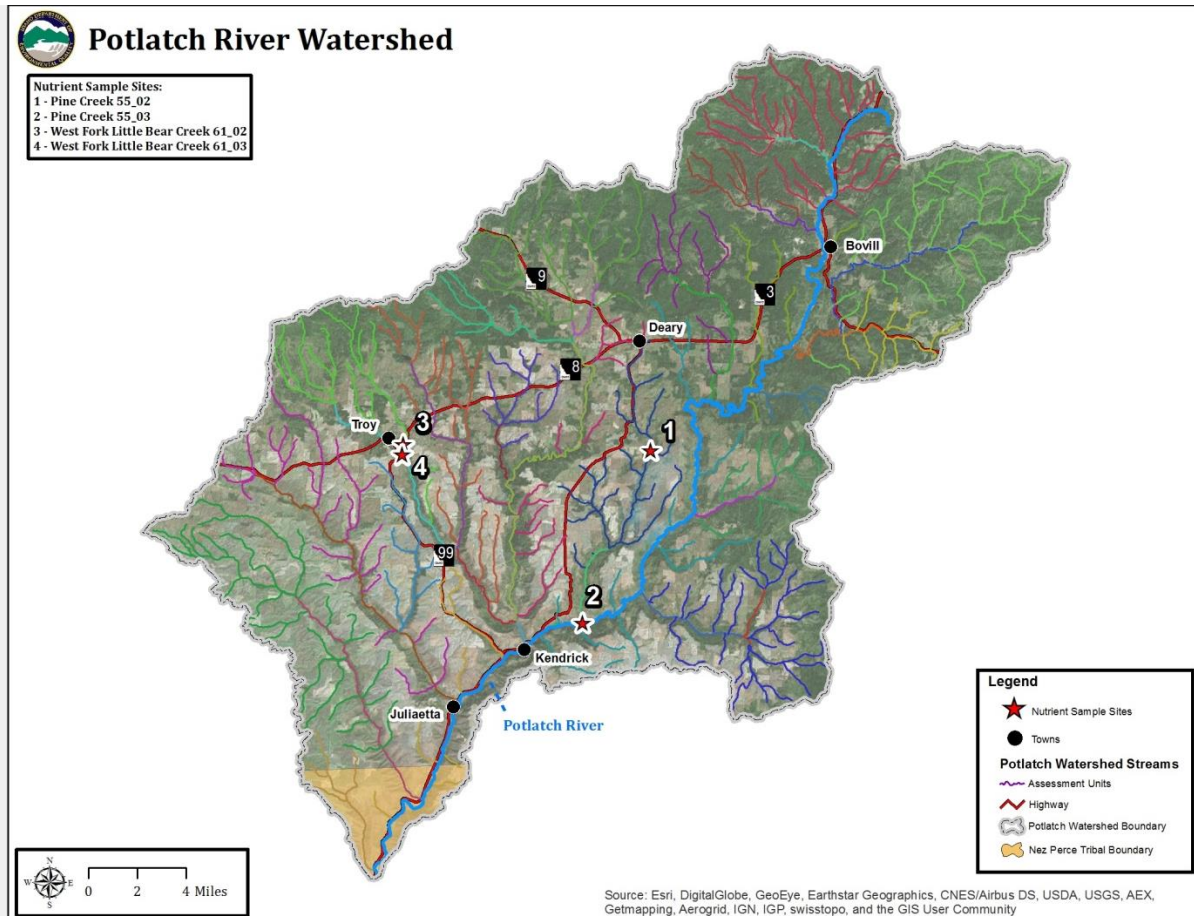 Potlatch River Watershed
Nutrient Sample Sites:
1 - Pine Creek 55_02
2 - Pine Creek 55_03
3 - West Fork Little Bear Creek 61_02
4 - West Fork Little Bear Creek 61_03
Bovill
9
3
Deary
8
Troy
3
4
1
99
2
Kendrick
Juliaetta
Potlatch River
Legend
Nutrient Sample Sites
Towns
Potlatch Watershed Streams
Assessment Units
Highway
Potlatch Watershed Boundary
Nez Perce Tribal Boundary
N
W E
S
0 2 4 Miles
Source: Esri, DigitalGlobe, GeoEye, Earthstar Geographics, CNES/Airbus DS, USDA, USGS, AEX,
Getmapping, Aerogrid, IGN, IGP, swisstopo, and the GIS User Community